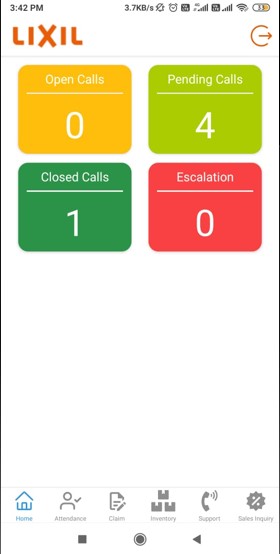 3:42 PM 3.7KB/s
LIXIL
Open Calls
0
Pending Calls
4
Closed Calls
1
Escalation
0
Home Attendance Claim Inventory Support Sales Inquiry